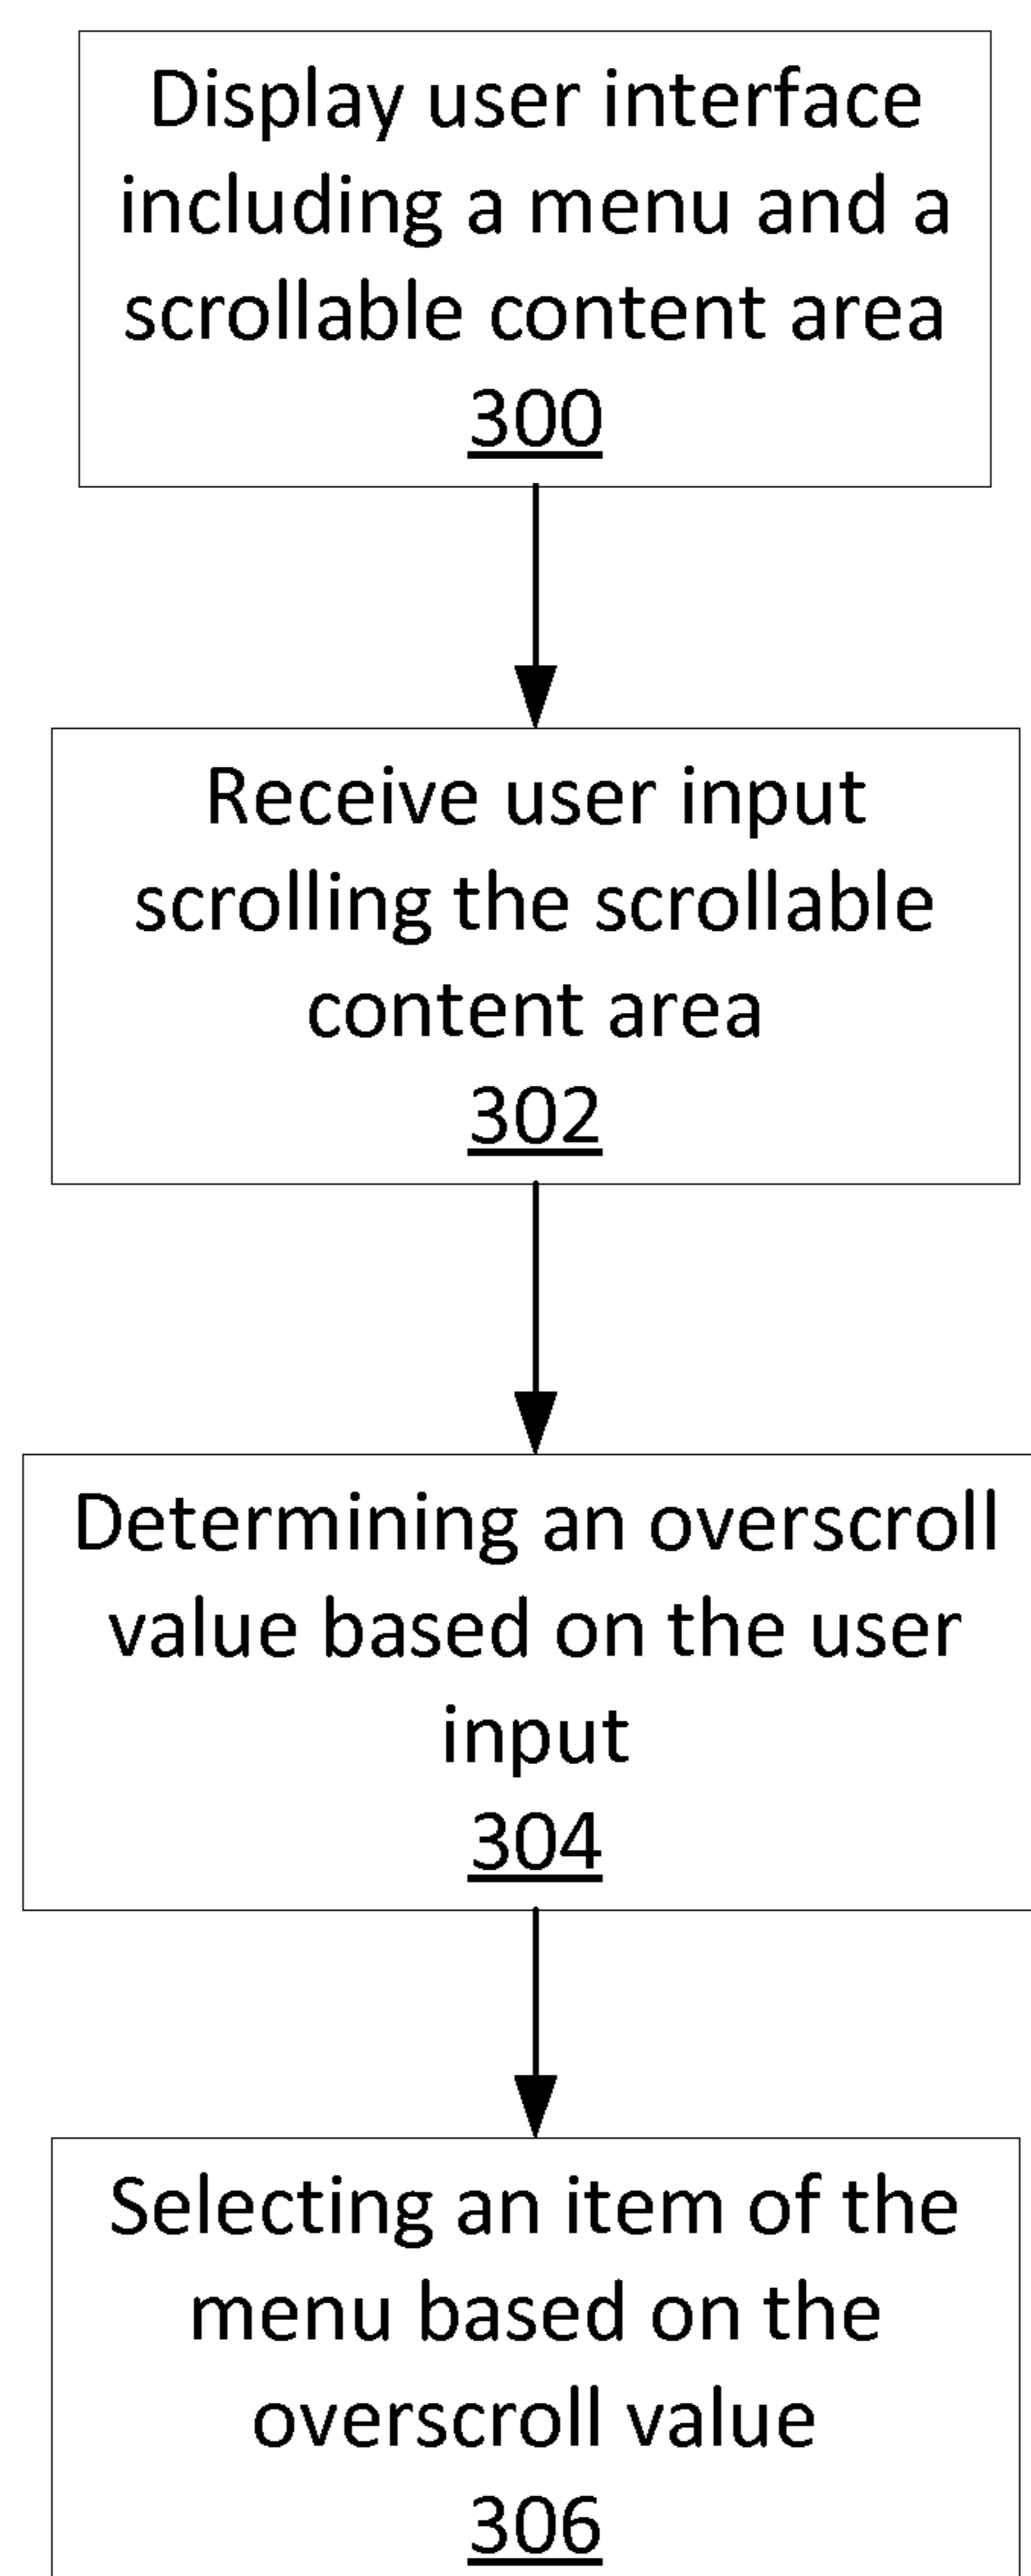 Display user interface
including a menu and a
scrollable content area
300
Receive user input
scrolling the scrollable
content area
302
Determining an overscroll
value based on the user
input
304
Selecting an item of the
menu based on the
overscroll value
306